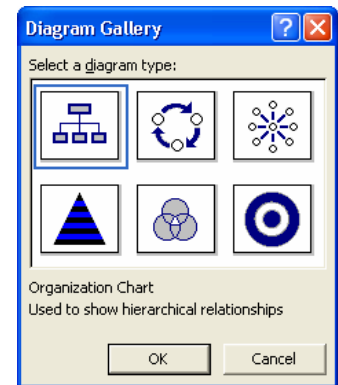 Diagram Gallery
Select a diagram type:
Organization Chart
Used to show hierarchical relationships
OK Cancel